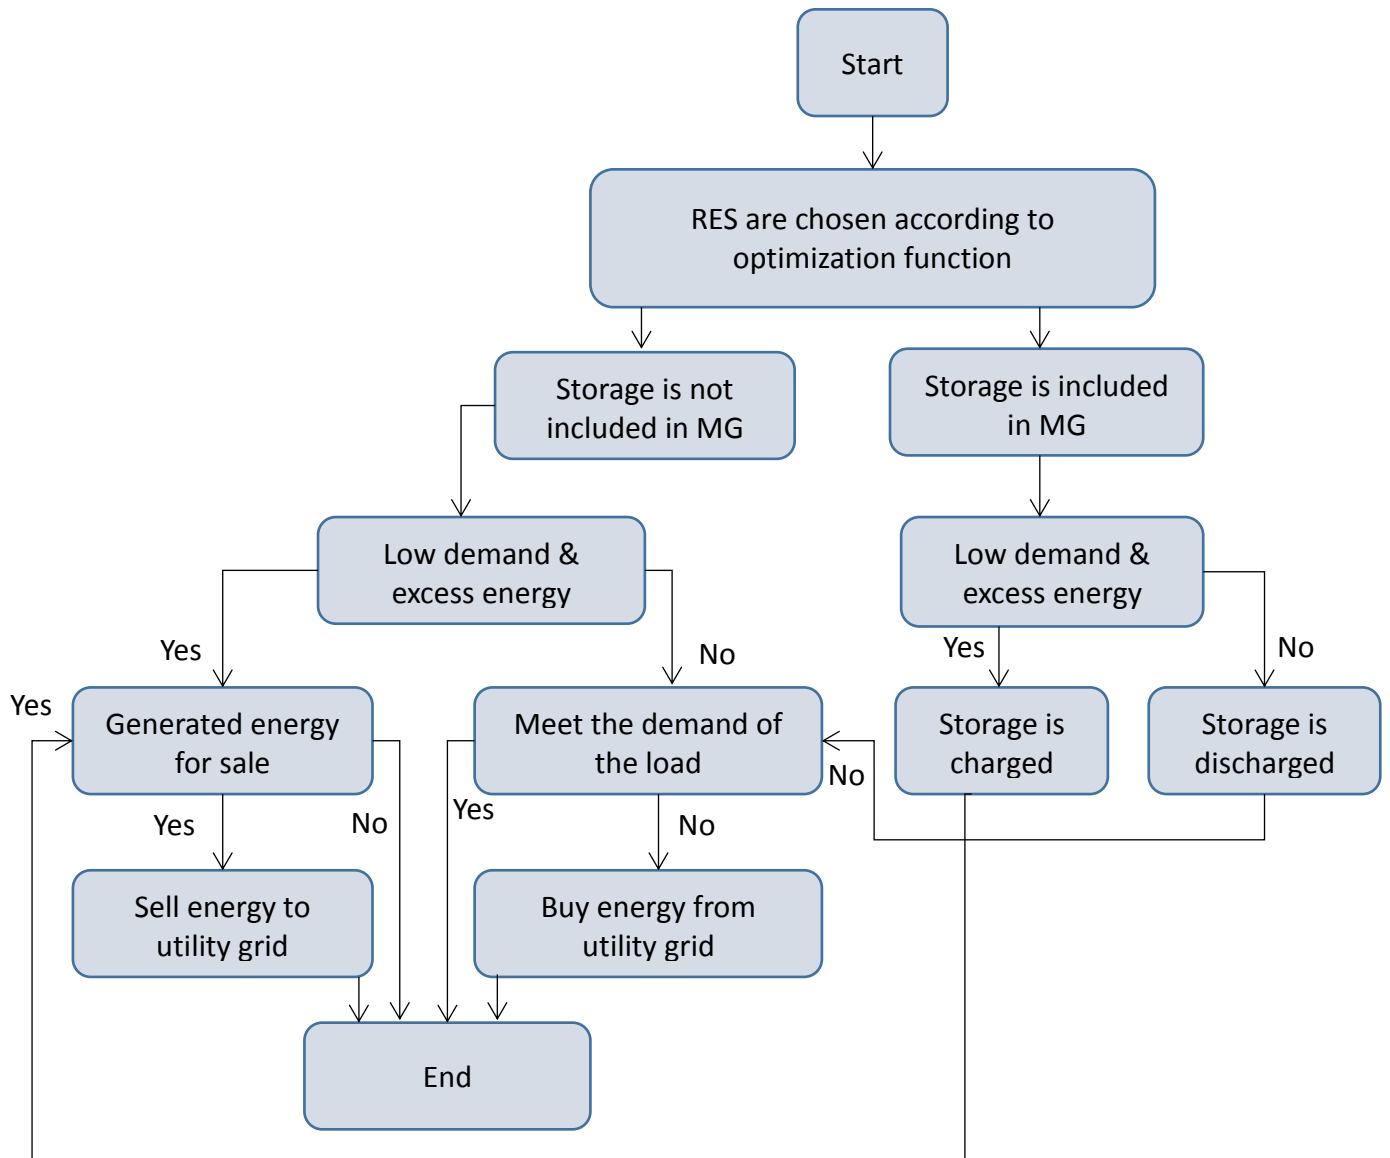 Start
RES are chosen according to
optimization function
Storage is not
included in MG
Storage is included
in MG
Low demand &
excess energy
Low demand &
excess energy
Yes
No
Yes
No
Yes
Generated energy
for sale
Meet the demand of
the load
Storage is
charged
Storage is
discharged
No
Yes
No
Yes
No
Sell energy to
utility grid
Buy energy from
utility grid
End